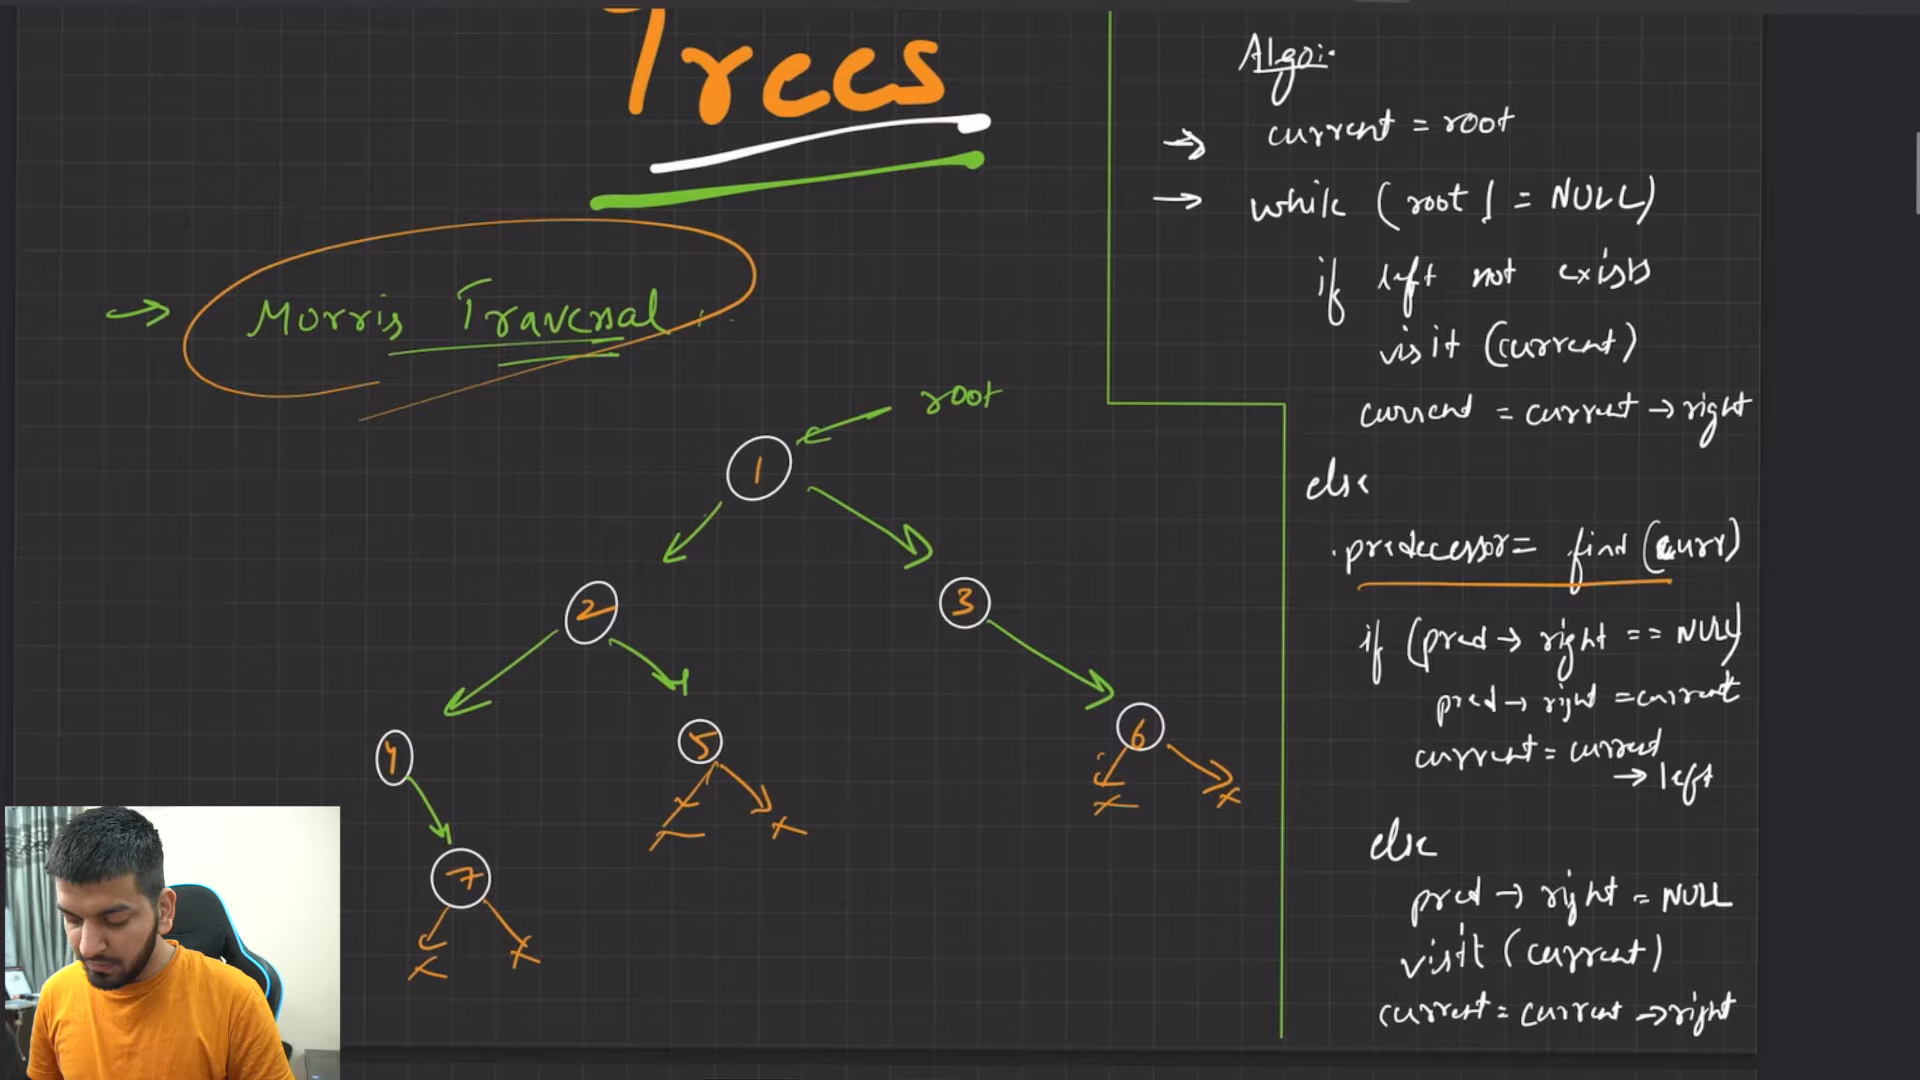 Trees
Morris Traversal
root
1
2
3
4
5
6
7
x
x
x
x
x
x
x
Algo:
current = root
while (root != NULL)
if left not exists
visit (current)
current = current → right
else
predecessor = find (curr)
if (pred → right == NULL)
pred → right = current
current = current
→ left
else
pred → right = NULL
visit (current)
current = current → right